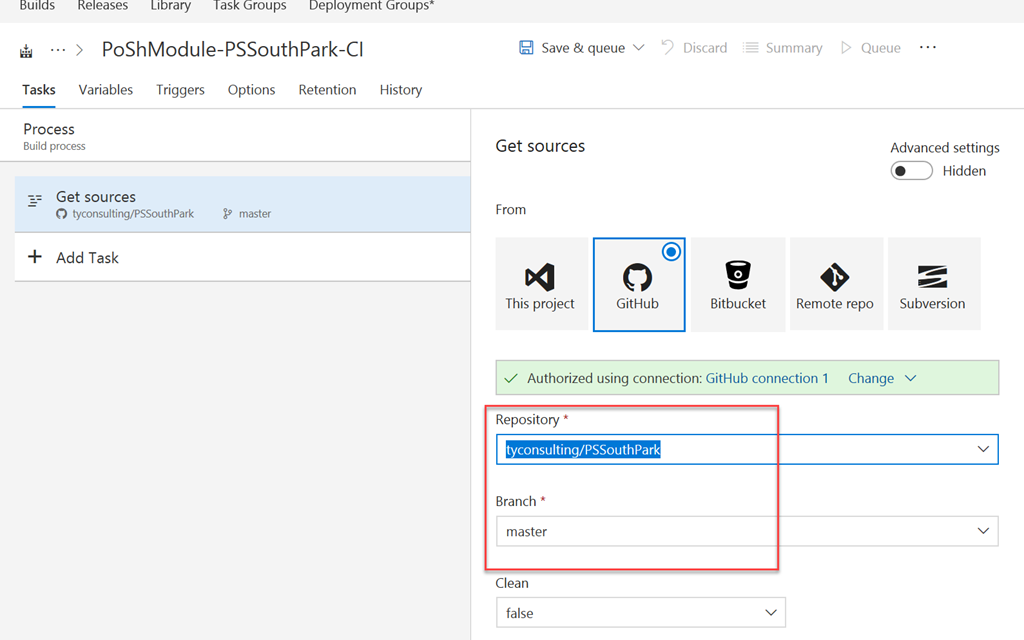 Builds Releases Library Task Groups Deployment Groups*
··· > PoShModule-PSSouthPark-CI
Save & queue Discard Summary Queue ···
Tasks Variables Triggers Options Retention History
Process
Build process
Get sources
tyconsulting/PSSouthPark master
+ Add Task
Get sources
Advanced settings
Hidden
From
This project GitHub Bitbucket Remote repo Subversion
Authorized using connection: GitHub connection 1 Change
Repository *
tyconsulting/PSSouthPark
Branch *
master
Clean
false